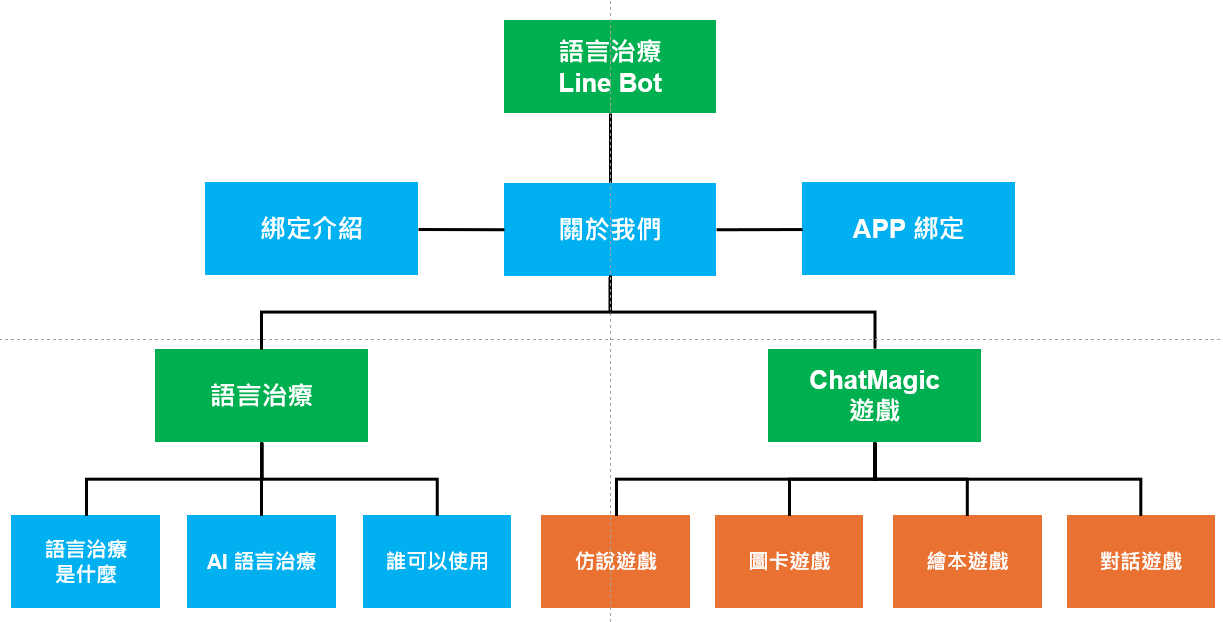 語言治療
Line Bot
綁定介紹
關於我們
APP 綁定
語言治療
ChatMagic
遊戲
語言治療
是什麼
AI 語言治療
誰可以使用
仿說遊戲
圖卡遊戲
繪本遊戲
對話遊戲